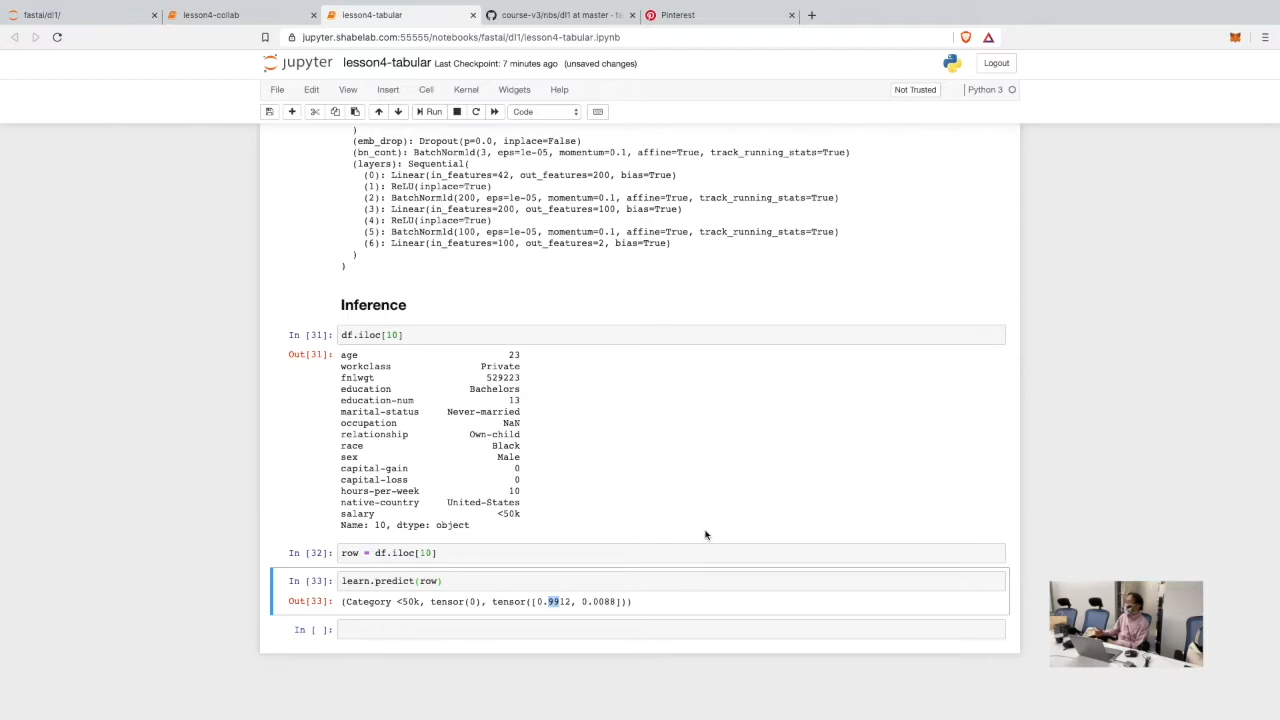 fastai/dl1/
lesson4-collab
lesson4-tabular
course-v3/nbs/dl1 at master · fa
Pinterest
jupyter.shabelab.com:55555/notebooks/fastai/dl1/lesson4-tabular.ipynb
jupyter lesson4-tabular Last Checkpoint: 7 minutes ago (unsaved changes)
Logout
File Edit View Insert Cell Kernel Widgets Help
Not Trusted
Python 3
Run
Code
)
(emb_drop): Dropout(p=0.0, inplace=False)
(bn_cont): BatchNorm1d(3, eps=1e-05, momentum=0.1, affine=True, track_running_stats=True)
(layers): Sequential(
(0): Linear(in_features=42, out_features=200, bias=True)
(1): ReLU(inplace=True)
(2): BatchNorm1d(200, eps=1e-05, momentum=0.1, affine=True, track_running_stats=True)
(3): Linear(in_features=200, out_features=100, bias=True)
(4): ReLU(inplace=True)
(5): BatchNorm1d(100, eps=1e-05, momentum=0.1, affine=True, track_running_stats=True)
(6): Linear(in_features=100, out_features=2, bias=True)
)
)
Inference
In [31]: df.iloc[10]
Out[31]: age 23
workclass Private
fnlwgt 529223
education Bachelors
education-num 13
marital-status Never-married
occupation NaN
relationship Own-child
race Black
sex Male
capital-gain 0
capital-loss 0
hours-per-week 10
native-country United-States
salary <50k
Name: 10, dtype: object
In [32]: row = df.iloc[10]
In [33]: learn.predict(row)
Out[33]: (Category <50k, tensor(0), tensor([0.9912, 0.0088]))
In [ ]: